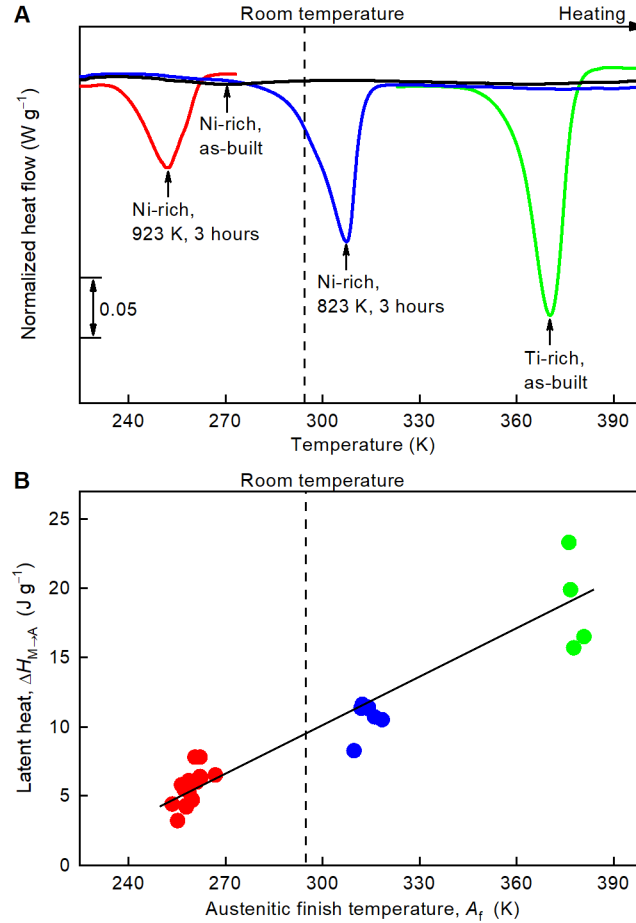 A
Room temperature
Heating
Normalized heat flow (W g⁻¹)
Ni-rich,
as-built
Ni-rich,
923 K, 3 hours
Ni-rich,
823 K, 3 hours
0.05
Ti-rich,
as-built
240 270 300 330 360 390
Temperature (K)
B
Room temperature
Latent heat, ΔH_M→A (J g⁻¹)
25
20
15
10
5
0
240 270 300 330 360 390
Austenitic finish temperature, A_f (K)